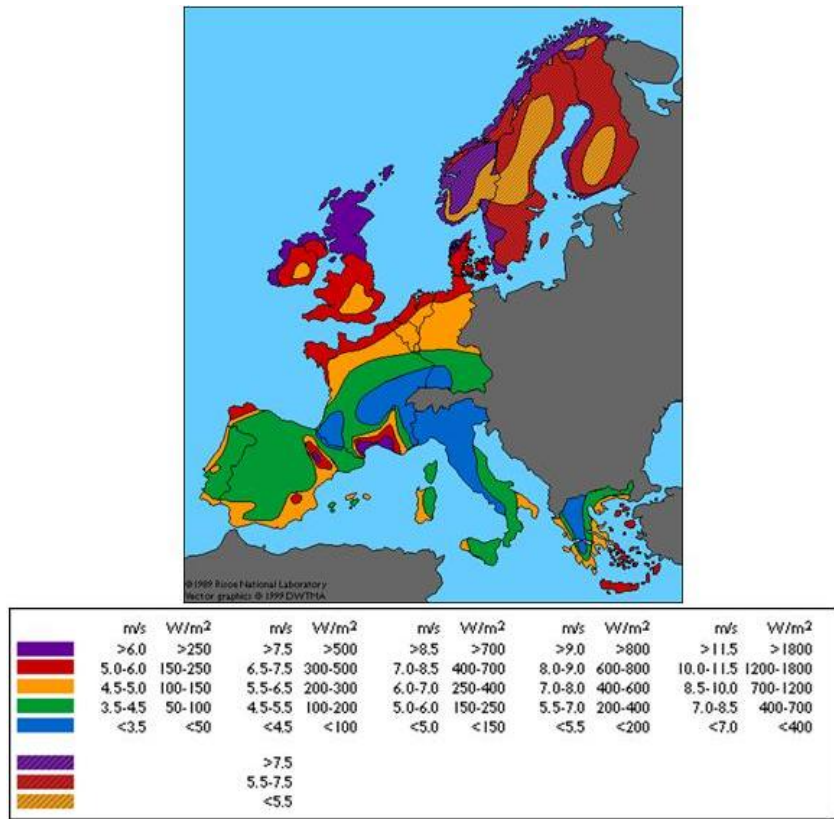 ©1989 Risoe National Laboratory
Vector graphics © 1999 DWTMA
m/s W/m² m/s W/m² m/s W/m² m/s W/m² m/s W/m²
>6.0 >250 >7.5 >500 >8.5 >700 >9.0 >800 >11.5 >1800
5.0-6.0 150-250 6.5-7.5 300-500 7.0-8.5 400-700 8.0-9.0 600-800 10.0-11.5 1200-1800
4.5-5.0 100-150 5.5-6.5 200-300 6.0-7.0 250-400 7.0-8.0 400-600 8.5-10.0 700-1200
3.5-4.5 50-100 4.5-5.5 100-200 5.0-6.0 150-250 5.5-7.0 200-400 7.0-8.5 400-700
<3.5 <50 <4.5 <100 <5.0 <150 <5.5 <200 <7.0 <400
>7.5
5.5-7.5
<5.5